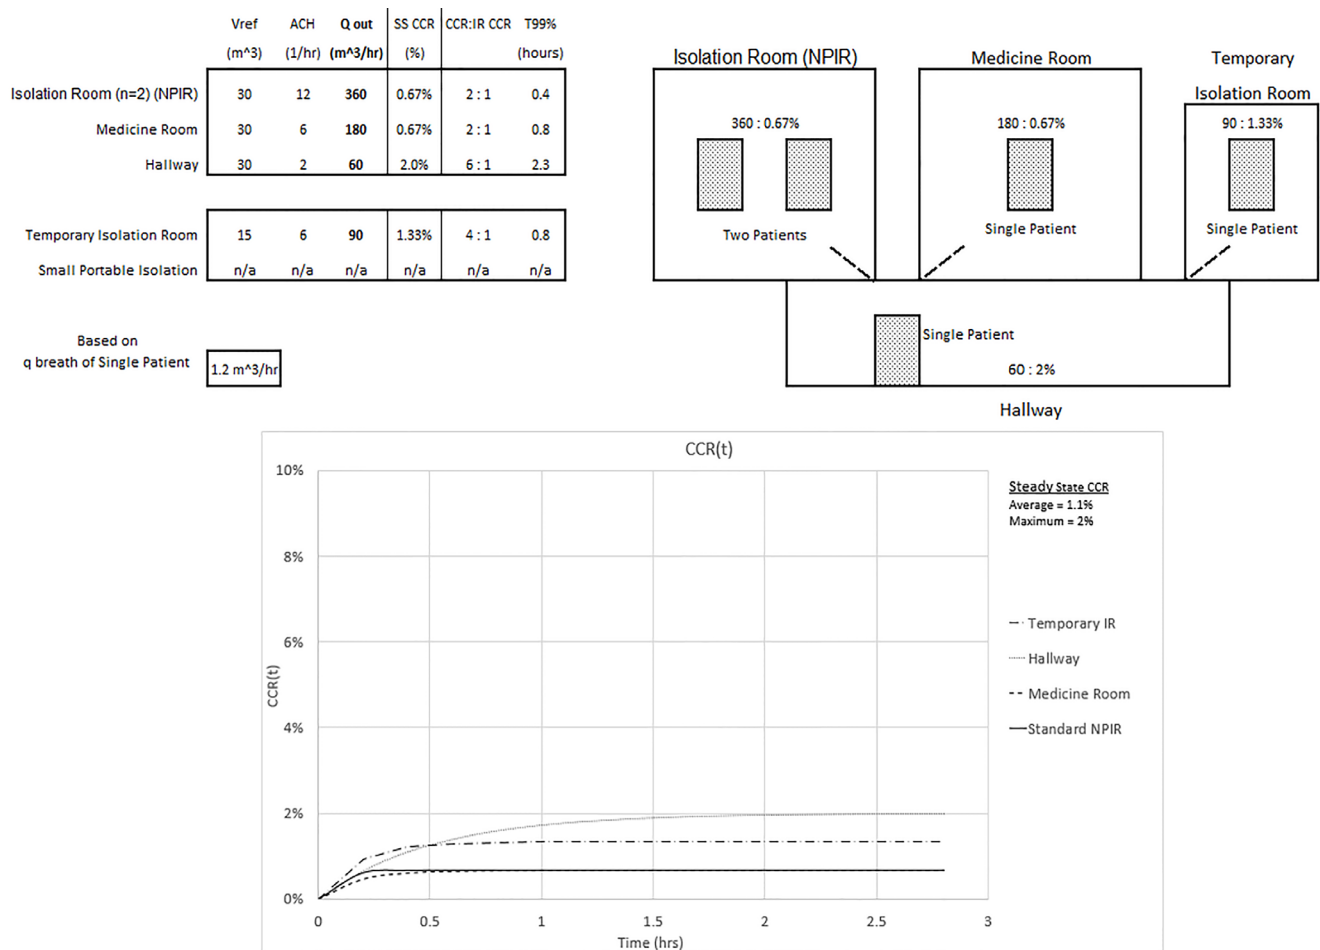 Vref ACH Q out SS CCR CCR:IR CCR T99%
(m^3) (1/hr) (m^3/hr) (%) (hours)
Isolation Room (n=2) (NPIR) 30 12 360 0.67% 2 : 1 0.4
Medicine Room 30 6 180 0.67% 2 : 1 0.8
Hallway 30 2 60 2.0% 6 : 1 2.3
Temporary Isolation Room 15 6 90 1.33% 4 : 1 0.8
Small Portable Isolation n/a n/a n/a n/a n/a n/a
Based on
q breath of Single Patient 1.2 m^3/hr
Isolation Room (NPIR)
360 : 0.67%
Two Patients
Medicine Room
180 : 0.67%
Single Patient
Temporary
Isolation Room
90 : 1.33%
Single Patient
Single Patient
60 : 2%
Hallway
CCR(t)
10%
8%
6%
4%
2%
0%
CCR(t)
0 0.5 1 1.5 2 2.5 3
Time (hrs)
Steady State CCR
Average = 1.1%
Maximum = 2%
Temporary IR
Hallway
Medicine Room
Standard NPIR